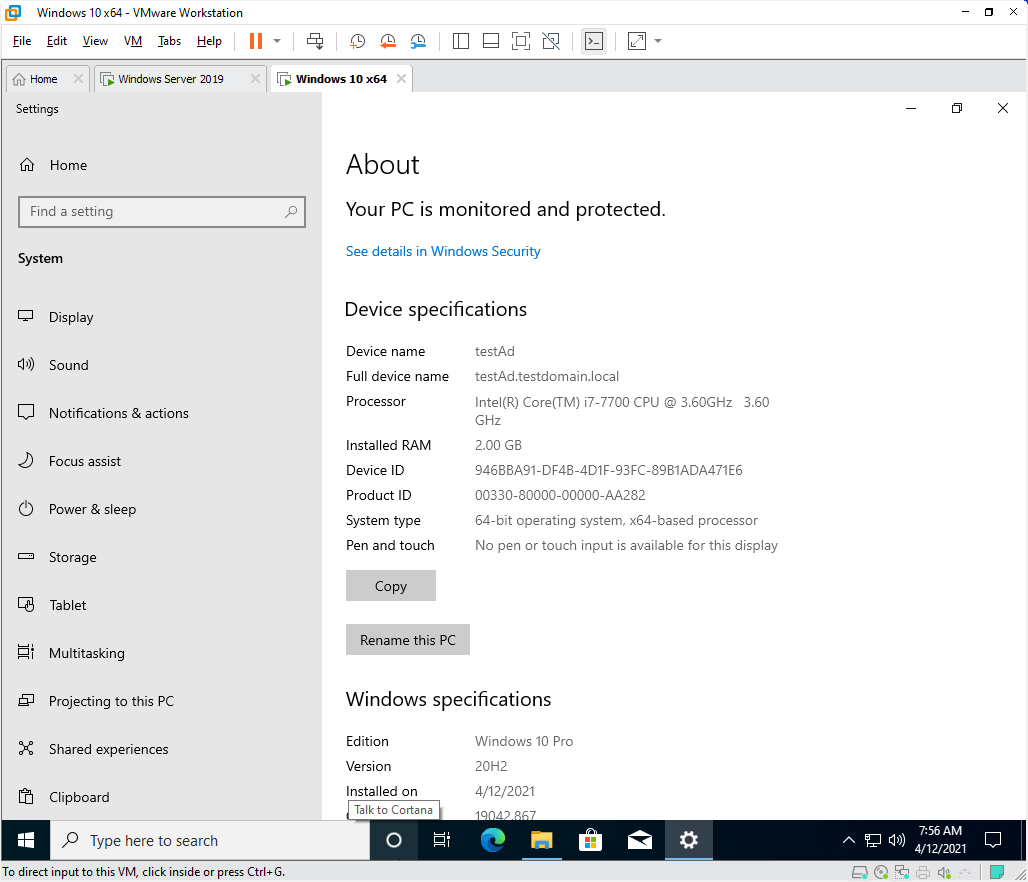 Windows 10 x64 - VMware Workstation
File Edit View VM Tabs Help
Home Windows Server 2019 Windows 10 x64
Settings
Home
Find a setting
System
Display
Sound
Notifications & actions
Focus assist
Power & sleep
Storage
Tablet
Multitasking
Projecting to this PC
Shared experiences
Clipboard
About
Your PC is monitored and protected.
See details in Windows Security
Device specifications
Device name testAd
Full device name testAd.testdomain.local
Processor Intel(R) Core(TM) i7-7700 CPU @ 3.60GHz 3.60
GHz
Installed RAM 2.00 GB
Device ID 946BBA91-DF4B-4D1F-93FC-89B1ADA471E6
Product ID 00330-80000-00000-AA282
System type 64-bit operating system, x64-based processor
Pen and touch No pen or touch input is available for this display
Copy
Rename this PC
Windows specifications
Edition Windows 10 Pro
Version 20H2
Installed on 4/12/2021
19042.867
Talk to Cortana
Type here to search
7:56 AM
4/12/2021
To direct input to this VM, click inside or press Ctrl+G.